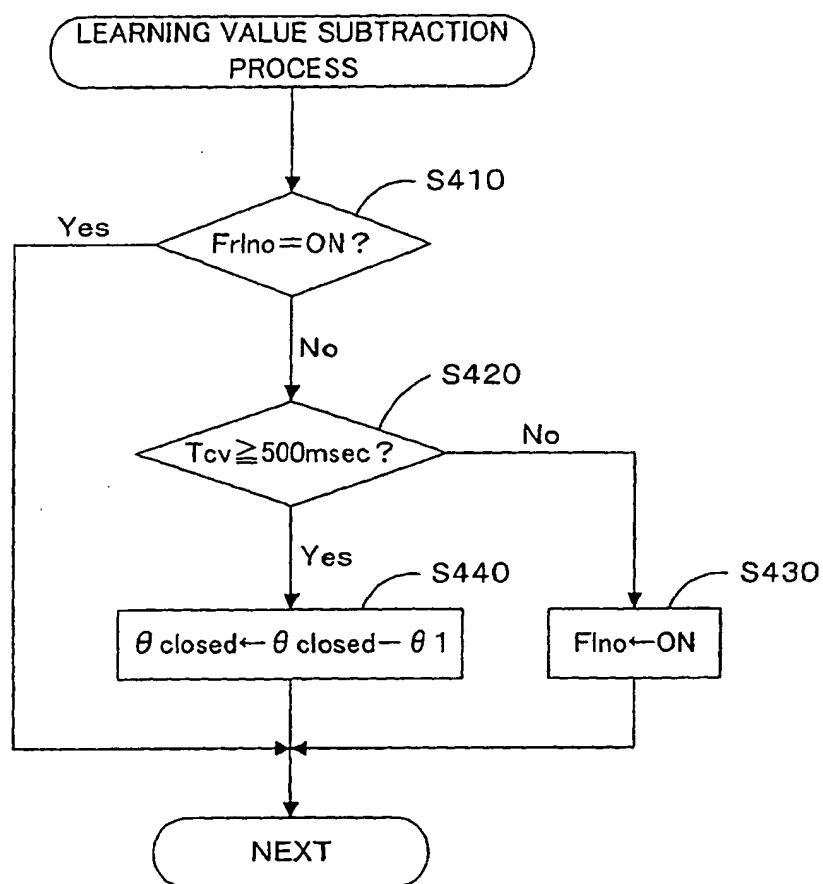 LEARNING VALUE SUBTRACTION
PROCESS
S410
Yes
Frlno=ON?
No
S420
Tcv≧500msec?
No
Yes
S440
S430
θ closed←θ closed-θ 1
Flno←ON
NEXT